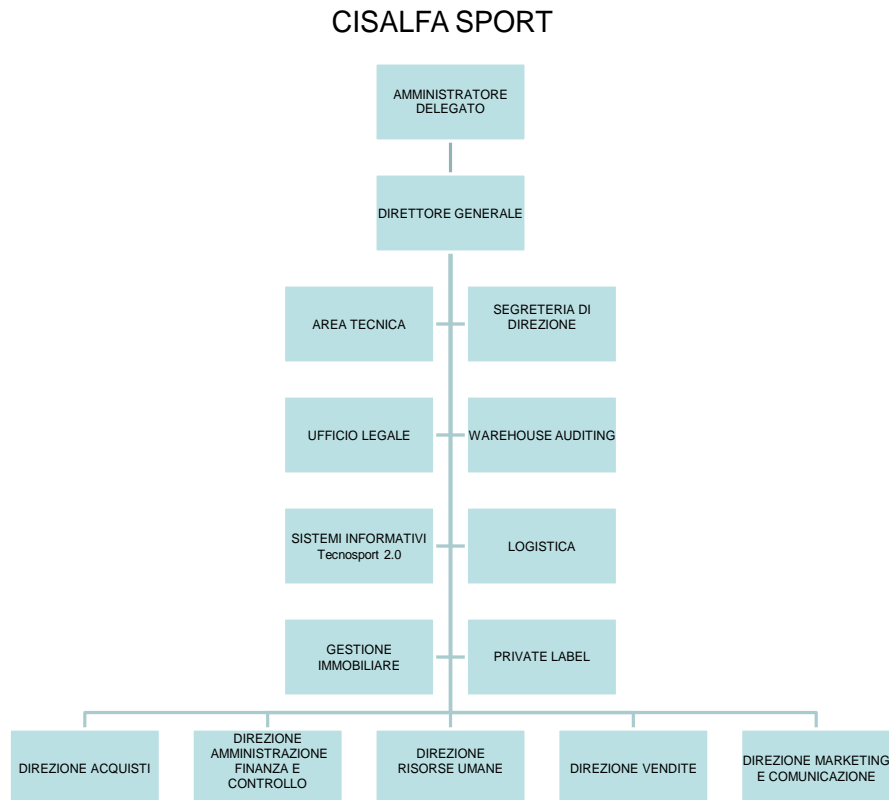 CISALFA SPORT
AMMINISTRATORE
DELEGATO
DIRETTORE GENERALE
AREA TECNICA
SEGRETERIA DI
DIREZIONE
UFFICIO LEGALE
WAREHOUSE AUDITING
SISTEMI INFORMATIVI
Tecnosport 2.0
LOGISTICA
GESTIONE
IMMOBILIARE
PRIVATE LABEL
DIREZIONE ACQUISTI
DIREZIONE
AMMINISTRAZIONE
FINANZA E
CONTROLLO
DIREZIONE
RISORSE UMANE
DIREZIONE VENDITE
DIREZIONE MARKETING
E COMUNICAZIONE